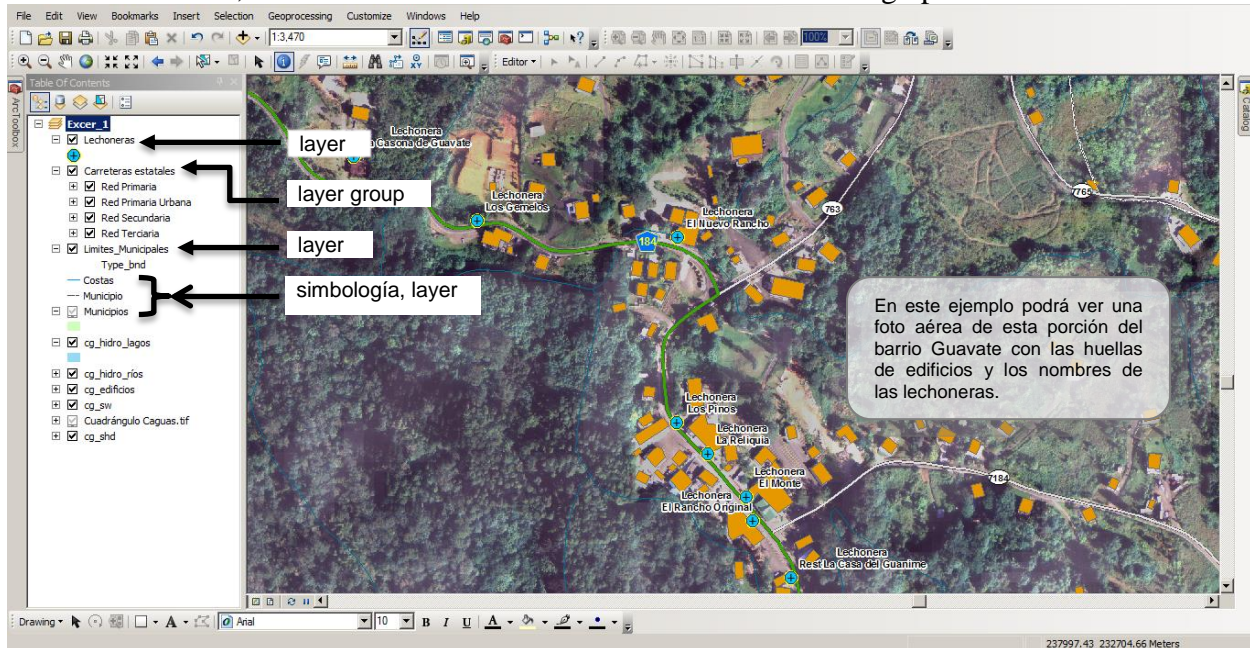 File Edit View Bookmarks Insert Selection Geoprocessing Customize Windows Help
1:3,470
100%
Editor
Table Of Contents
ArcToolbox
Catalog
Excer_1
Lechoneras
Carreteras estatales
Red Primaria
Red Primaria Urbana
Red Secundaria
Red Terciaria
Limites_Municipales
Type_bnd
Costas
Municipio
Municipios
cg_hidro_lagos
cg_hidro_ríos
cg_edificios
cg_sw
Cuadrángulo Caguas.tif
cg_shd
layer
layer group
layer
simbología, layer
Lechonera
a Casona de Guavate
Lechonera
Los Gemelos
Lechonera
El Nuevo Rancho
184
763
7765
En este ejemplo podrá ver una
foto aérea de esta porción del
barrio Guavate con las huellas
de edificios y los nombres de
las lechoneras.
Lechonera
Los Pinos
Lechonera
La Reliquia
Lechonera
El Monte
Lechonera
El Rancho Original
7184
Lechonera
Rest La Casa del Guanime
Drawing A Arial 10 B I U A
237997.43 232704.66 Meters